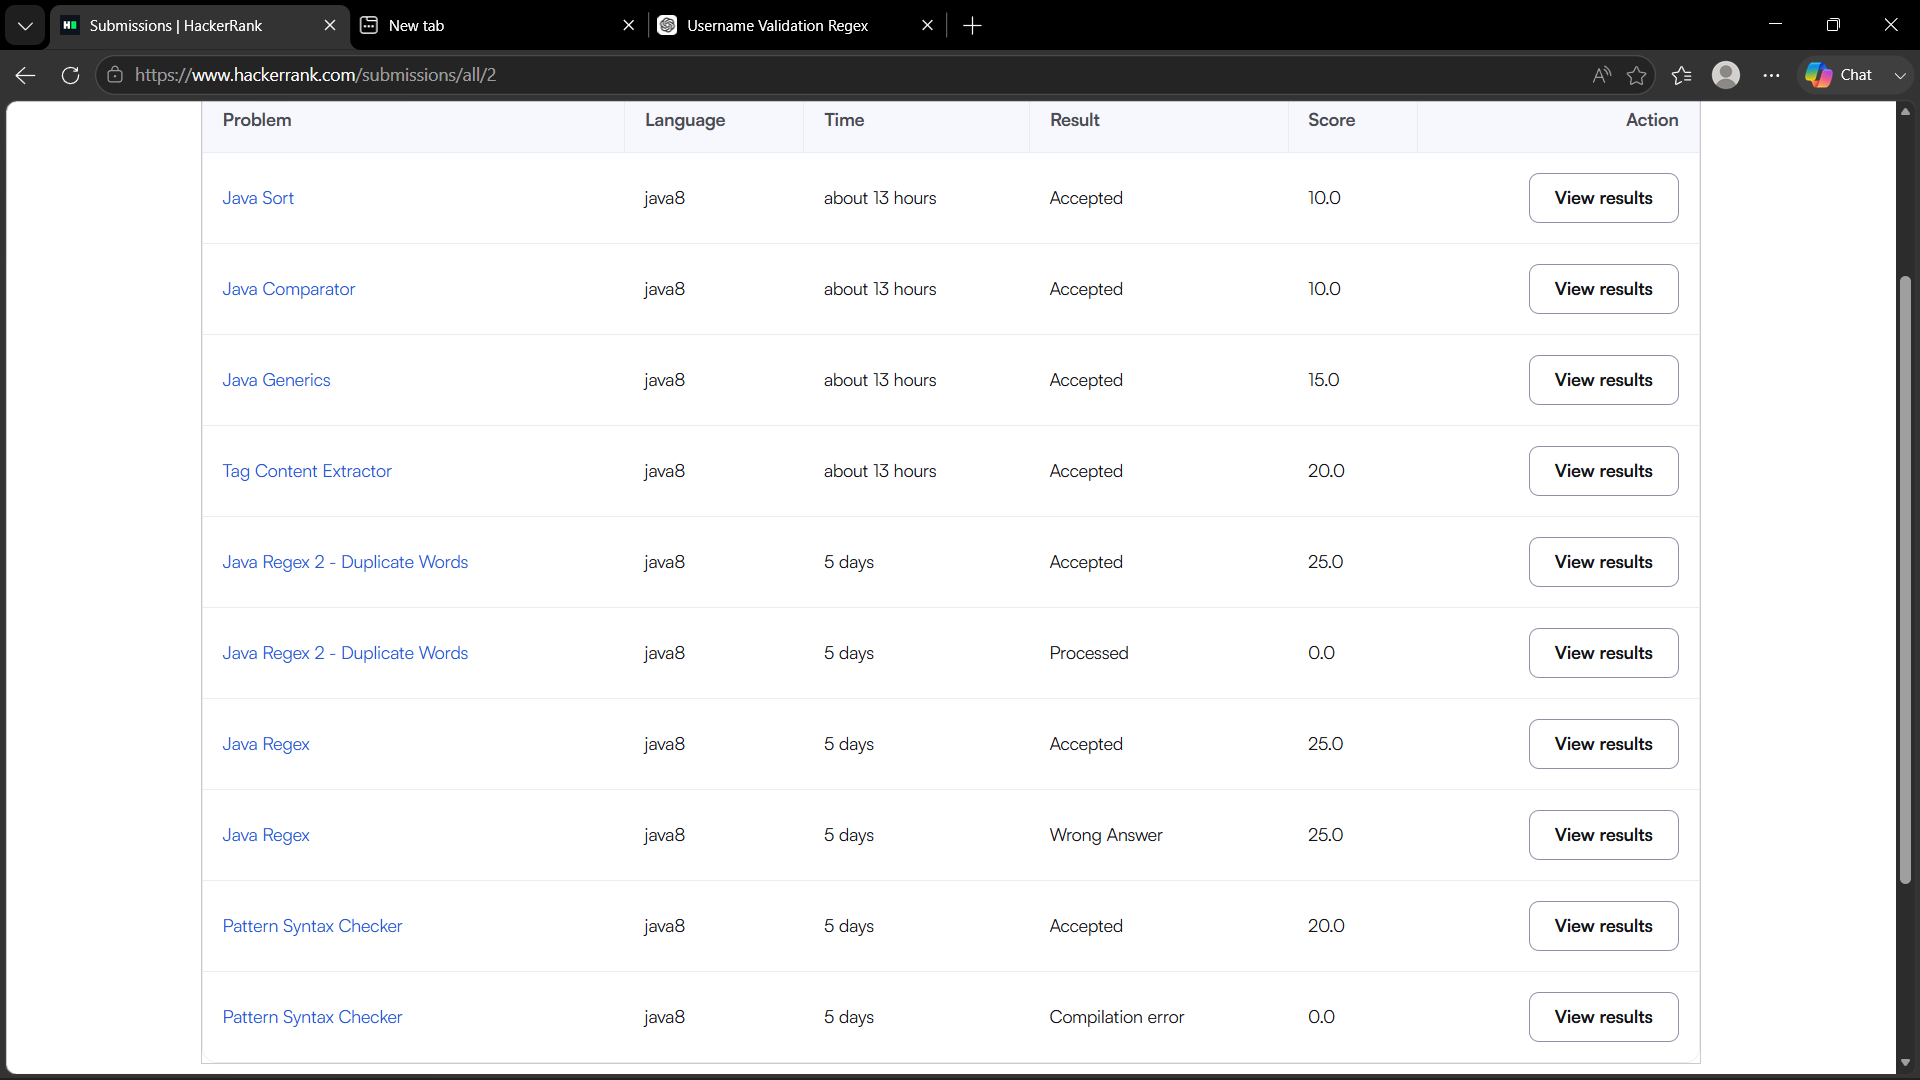 Submissions | HackerRank
New tab
Username Validation Regex
https://www.hackerrank.com/submissions/all/2
Chat
Problem Language Time Result Score Action
Java Sort java8 about 13 hours Accepted 10.0 View results
Java Comparator java8 about 13 hours Accepted 10.0 View results
Java Generics java8 about 13 hours Accepted 15.0 View results
Tag Content Extractor java8 about 13 hours Accepted 20.0 View results
Java Regex 2 - Duplicate Words java8 5 days Accepted 25.0 View results
Java Regex 2 - Duplicate Words java8 5 days Processed 0.0 View results
Java Regex java8 5 days Accepted 25.0 View results
Java Regex java8 5 days Wrong Answer 25.0 View results
Pattern Syntax Checker java8 5 days Accepted 20.0 View results
Pattern Syntax Checker java8 5 days Compilation error 0.0 View results